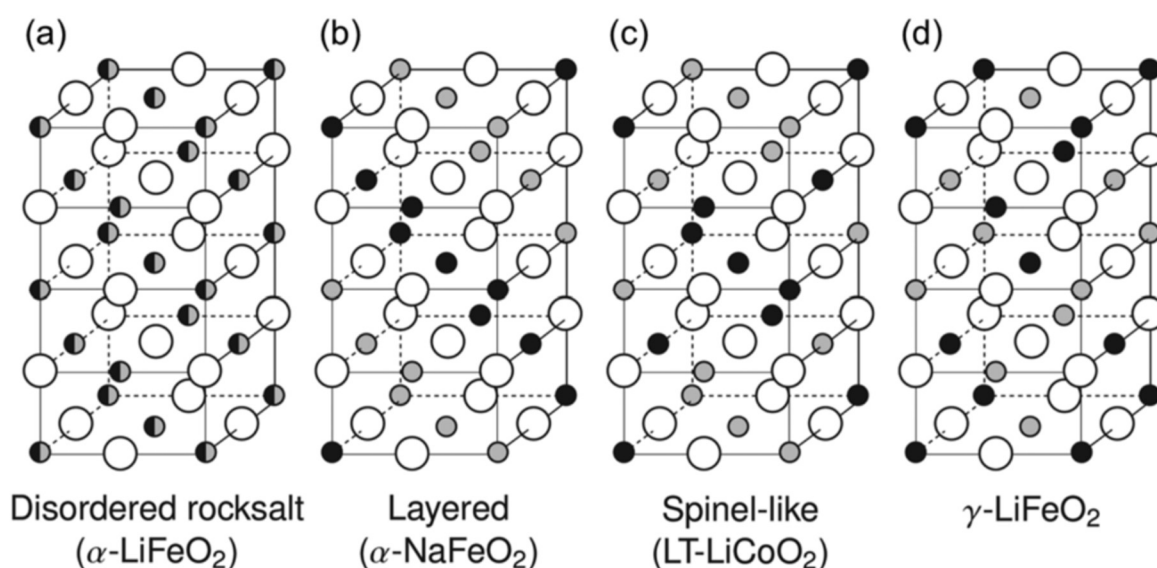 (a) (b) (c) (d)
Disordered rocksalt
(α-LiFeO₂)
Layered
(α-NaFeO₂)
Spinel-like
(LT-LiCoO₂)
γ-LiFeO₂